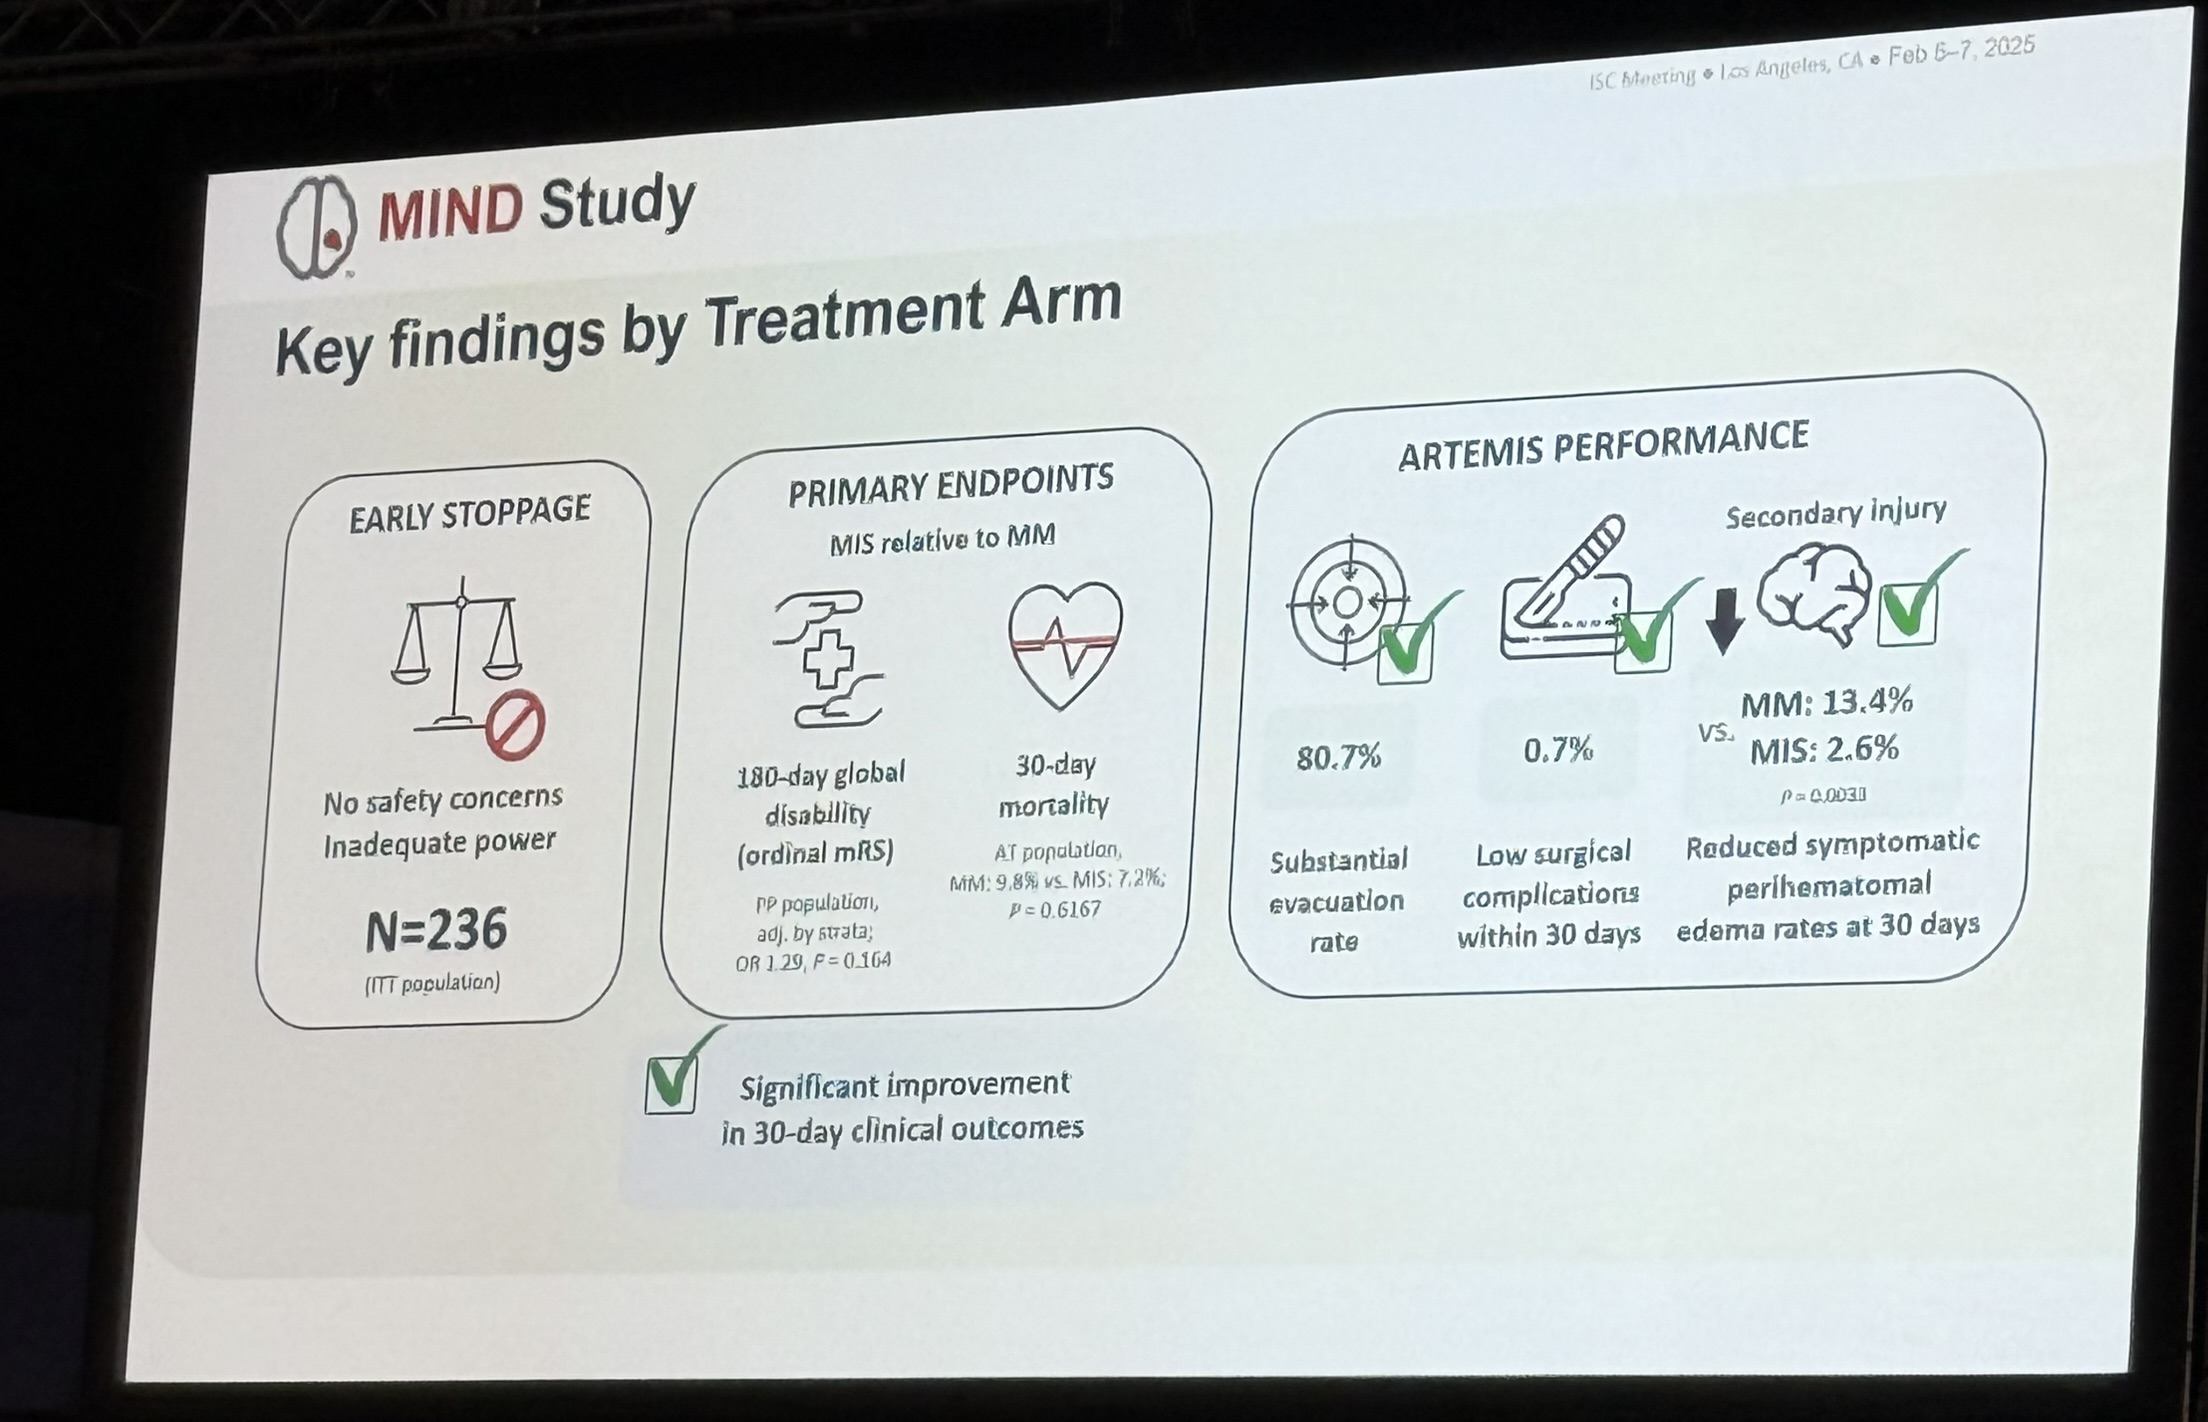 ISC Meeting • Los Angeles, CA • Feb 5–7, 2025
MIND Study
Key findings by Treatment Arm
EARLY STOPPAGE
No safety concerns
Inadequate power
N=236
(ITT population)
PRIMARY ENDPOINTS
MIS relative to MM
180-day global
disability
(ordinal mRS)
PP population,
adj. by strata;
OR 1.29, P = 0.164
30-day
mortality
AT population,
MM: 9.8% vs. MIS: 7.2%;
P = 0.6167
Significant improvement
in 30-day clinical outcomes
ARTEMIS PERFORMANCE
80.7%
Substantial
evacuation
rate
0.7%
Low surgical
complications
within 30 days
Secondary injury
MM: 13.4%
vs.
MIS: 2.6%
P =
Reduced symptomatic
perihematomal
edema rates at 30 days